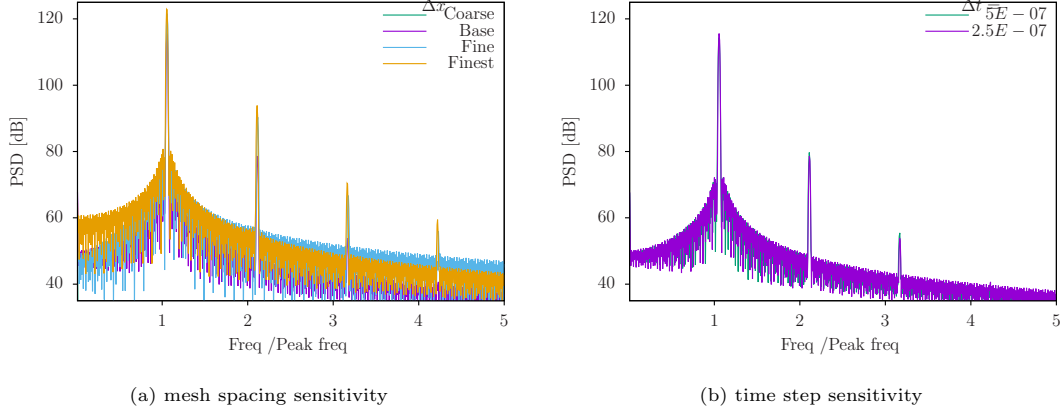 Δx
Coarse
Base
Fine
Finest
120
100
80
60
40
PSD [dB]
1 2 3 4 5
Freq /Peak freq
(a) mesh spacing sensitivity
Δt =
5E − 07
2.5E − 07
120
100
80
60
40
PSD [dB]
1 2 3 4 5
Freq /Peak freq
(b) time step sensitivity